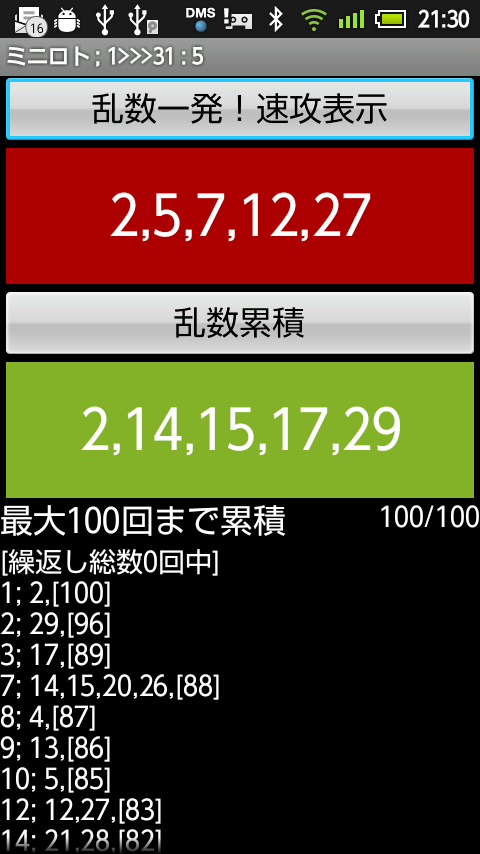 16 DMS 21:30
ミニロト; 1>>>31 : 5
乱数一発！速攻表示
2,5,7,12,27
乱数累積
2,14,15,17,29
最大100回まで累積 100/100
[繰返し総数0回中]
1; 2,[100]
2; 29,[96]
3; 17,[89]
7; 14,15,20,26,[88]
8; 4,[87]
9; 13,[86]
10; 5,[85]
12; 12,27,[83]
14; 21,28,[82]